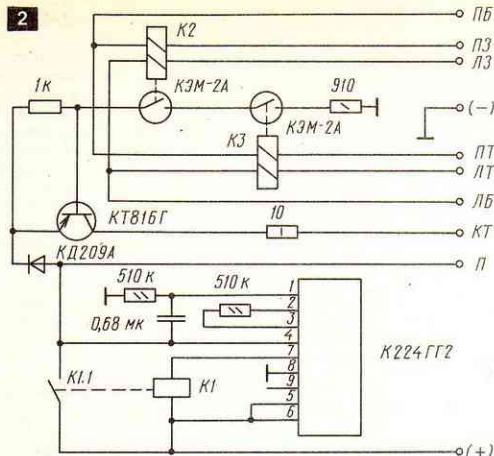 2
ПБ
К2
ПЗ
ЛЗ
1к
КЭМ-2А
910
(-)
КЭМ-2А
К3
ПТ
ЛТ
ЛБ
КТ816Г
10
КТ
КД209А
П
510 к
510 к
1
2
0,68 мк
3
4
К224ГГ2
7
К1.1
К1
8
9
5
6
(+)